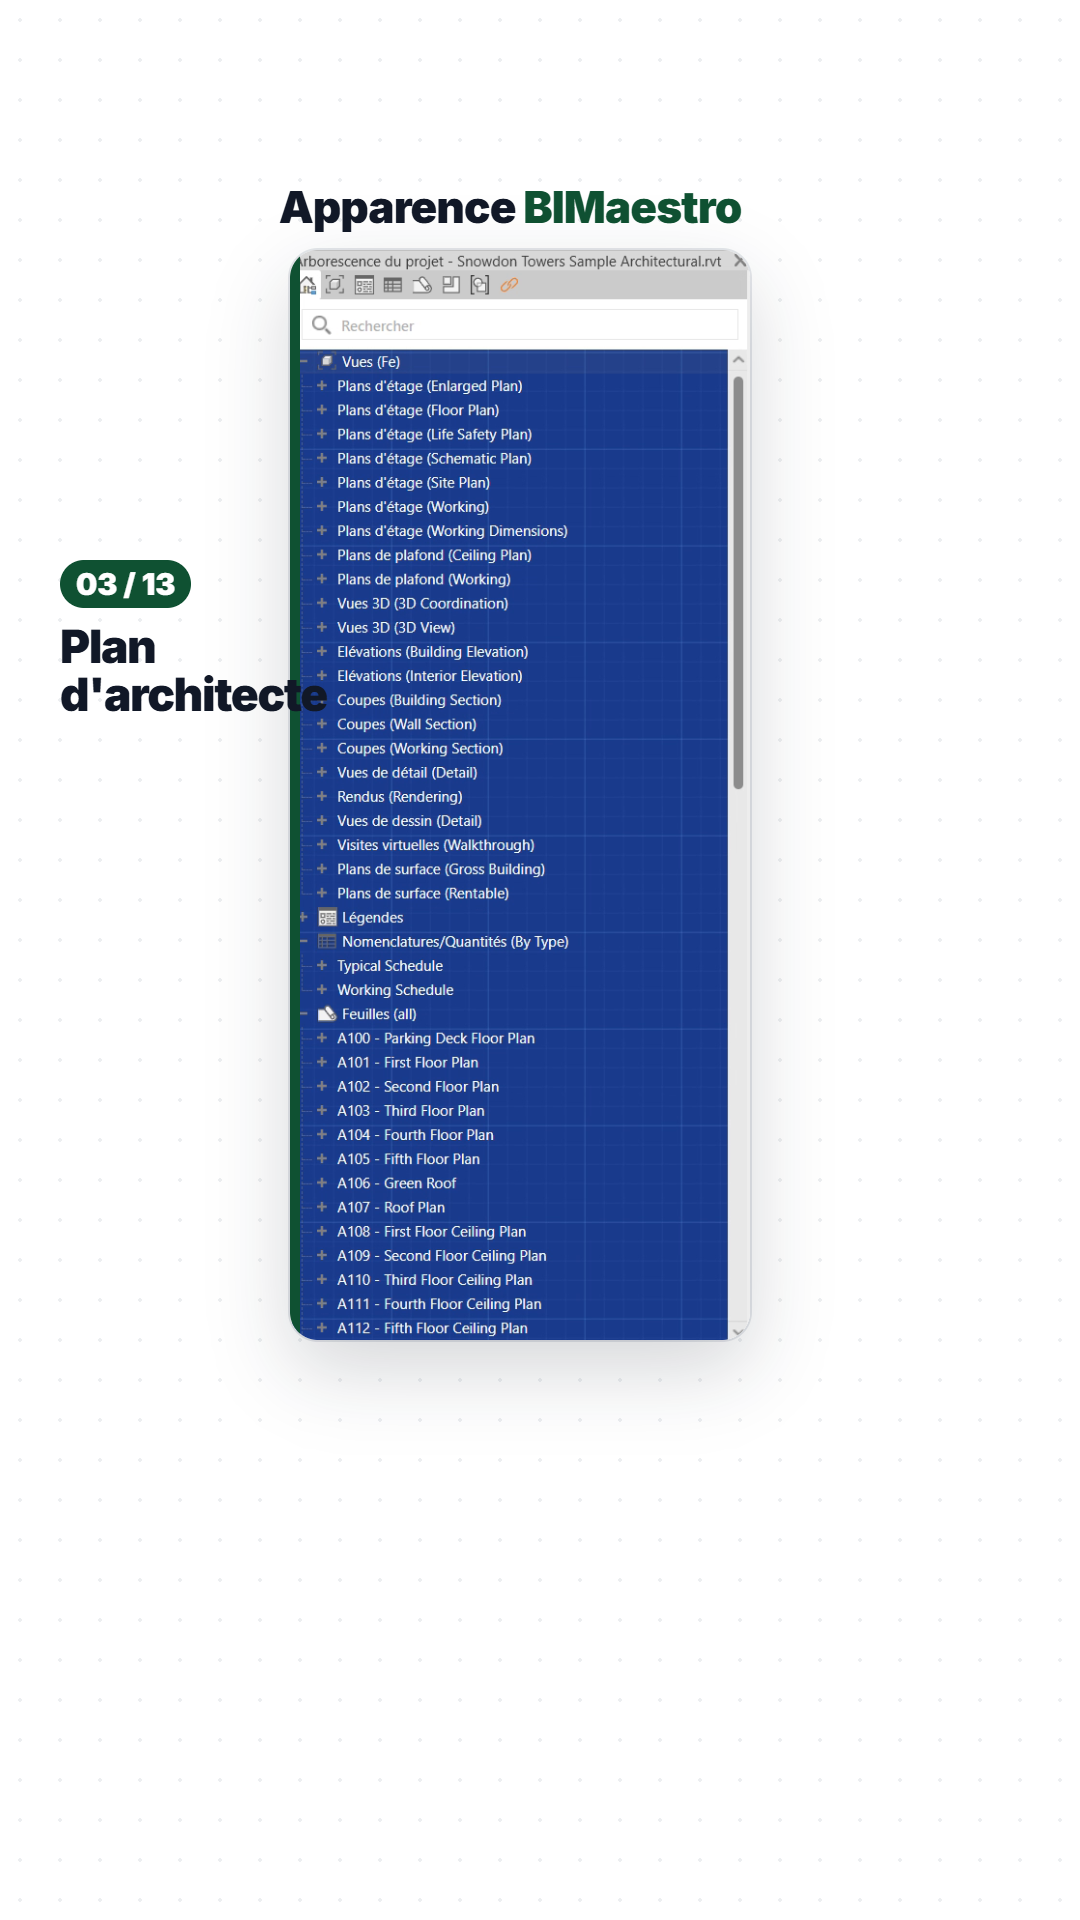 Apparence BIMaestro
Arborescence du projet - Snowdon Towers Sample Architectural.rvt
Rechercher
Vues (Fe)
Plans d'étage (Enlarged Plan)
Plans d'étage (Floor Plan)
Plans d'étage (Life Safety Plan)
Plans d'étage (Schematic Plan)
Plans d'étage (Site Plan)
Plans d'étage (Working)
Plans d'étage (Working Dimensions)
Plans de plafond (Ceiling Plan)
Plans de plafond (Working)
Vues 3D (3D Coordination)
Vues 3D (3D View)
Elévations (Building Elevation)
Elévations (Interior Elevation)
Coupes (Building Section)
Coupes (Wall Section)
Coupes (Working Section)
Vues de détail (Detail)
Rendus (Rendering)
Vues de dessin (Detail)
Visites virtuelles (Walkthrough)
Plans de surface (Gross Building)
Plans de surface (Rentable)
Légendes
Nomenclatures/Quantités (By Type)
Typical Schedule
Working Schedule
Feuilles (all)
A100 - Parking Deck Floor Plan
A101 - First Floor Plan
A102 - Second Floor Plan
A103 - Third Floor Plan
A104 - Fourth Floor Plan
A105 - Fifth Floor Plan
A106 - Green Roof
A107 - Roof Plan
A108 - First Floor Ceiling Plan
A109 - Second Floor Ceiling Plan
A110 - Third Floor Ceiling Plan
A111 - Fourth Floor Ceiling Plan
A112 - Fifth Floor Ceiling Plan
03 / 13
Plan
d'architecte